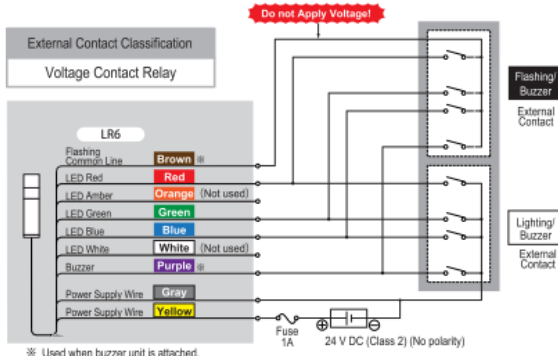 Do not Apply Voltage!
External Contact Classification
Voltage Contact Relay
Flashing/
Buzzer
External
Contact
LR6
Flashing
Common Line
Brown ※
LED Red
Red
LED Amber
Orange (Not used)
LED Green
Green
LED Blue
Blue
LED White
White (Not used)
Buzzer
Purple ※
Power Supply Wire
Gray
Power Supply Wire
Yellow
Lighting/
Buzzer
External
Contact
Fuse
1A
24 V DC (Class 2) (No polarity)
※ Used when buzzer unit is attached.